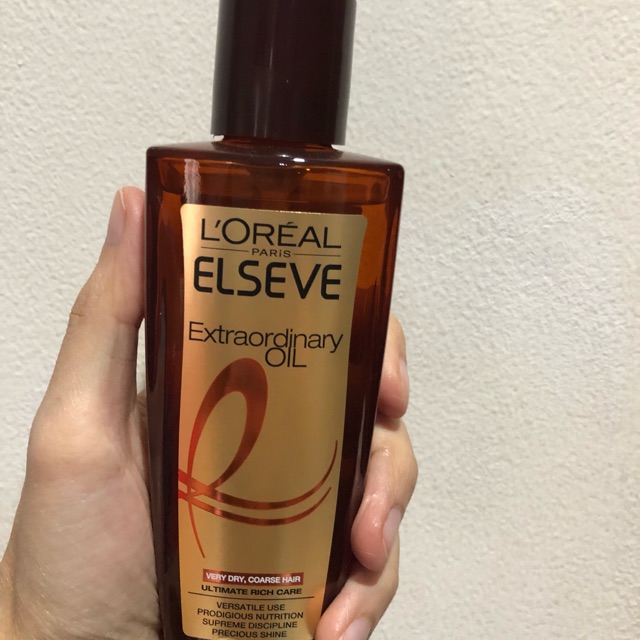 L'ORÉAL
PARIS
ELSEVE
Extraordinary
OIL
VERY DRY, COARSE HAIR
ULTIMATE RICH CARE
VERSATILE USE
PRODIGIOUS NUTRITION
SUPREME DISCIPLINE
PRECIOUS SHINE